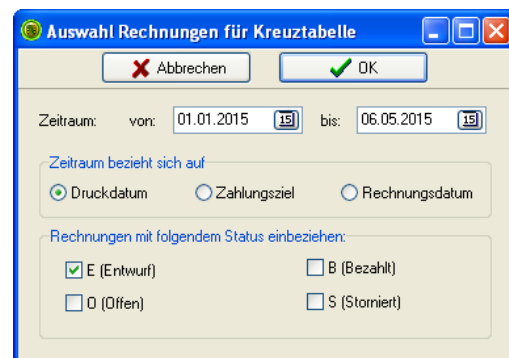 Auswahl Rechnungen für Kreuztabelle
Abbrechen OK
Zeitraum: von: 01.01.2015 15 bis: 06.05.2015 15
Zeitraum bezieht sich auf
Druckdatum Zahlungsziel Rechnungsdatum
Rechnungen mit folgendem Status einbeziehen:
E (Entwurf) B (Bezahlt)
O (Offen) S (Storniert)